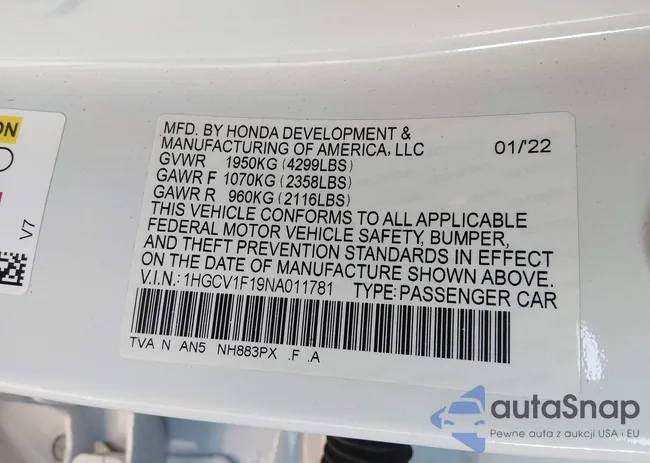 ON
V7
MFD. BY HONDA DEVELOPMENT &
MANUFACTURING OF AMERICA, LLC 01/'22
GVWR 1950KG (4299LBS)
GAWR F 1070KG (2358LBS)
GAWR R 960KG (2116LBS)
THIS VEHICLE CONFORMS TO ALL APPLICABLE
FEDERAL MOTOR VEHICLE SAFETY, BUMPER,
AND THEFT PREVENTION STANDARDS IN EFFECT
ON THE DATE OF MANUFACTURE SHOWN ABOVE.
V.I.N.: 1HGCV1F19NA011781 TYPE: PASSENGER CAR
TVA N AN5 NH883PX .F .A
autaSnap
Pewne auta z aukcji USA i EU